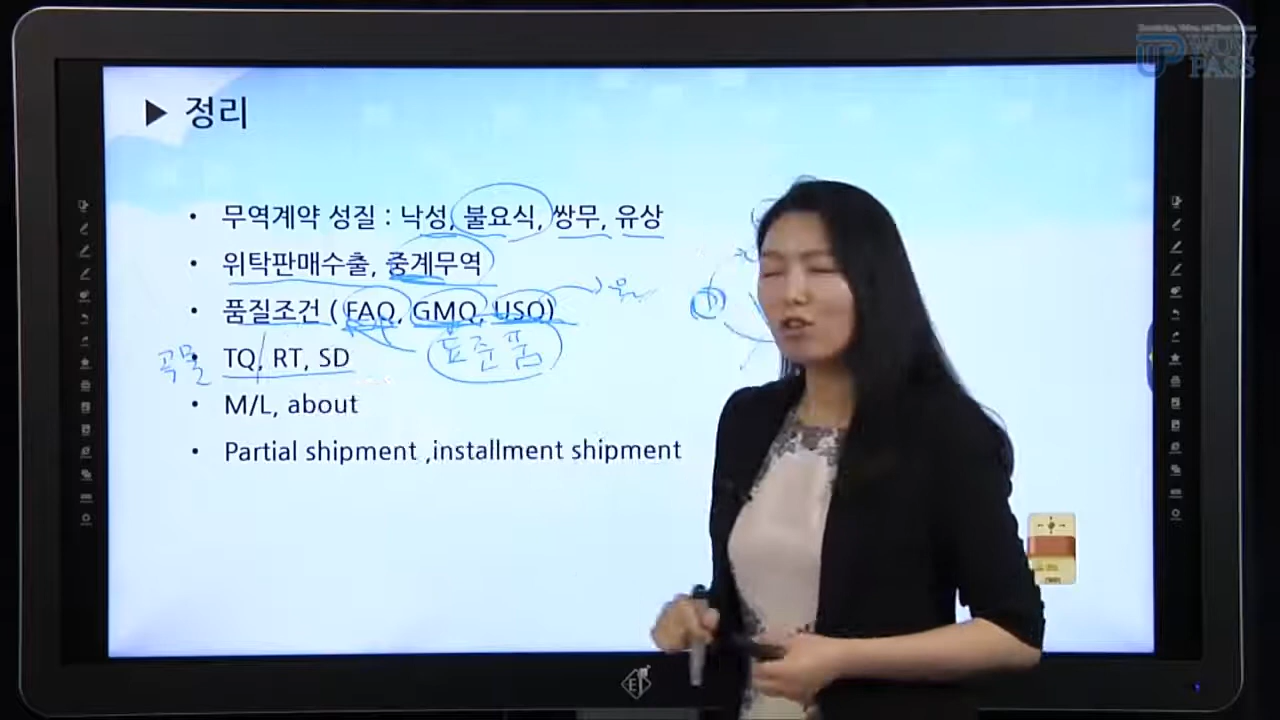 WOW
PASS
▶ 정리
• 무역계약 성질 : 낙성, 불요식, 쌍무, 유상
• 위탁판매수출, 중계무역
• 품질조건 ( FAQ, GMQ, USQ)
표준품
곡물
• TQ, RT, SD
• M/L, about
• Partial shipment ,installment shipment